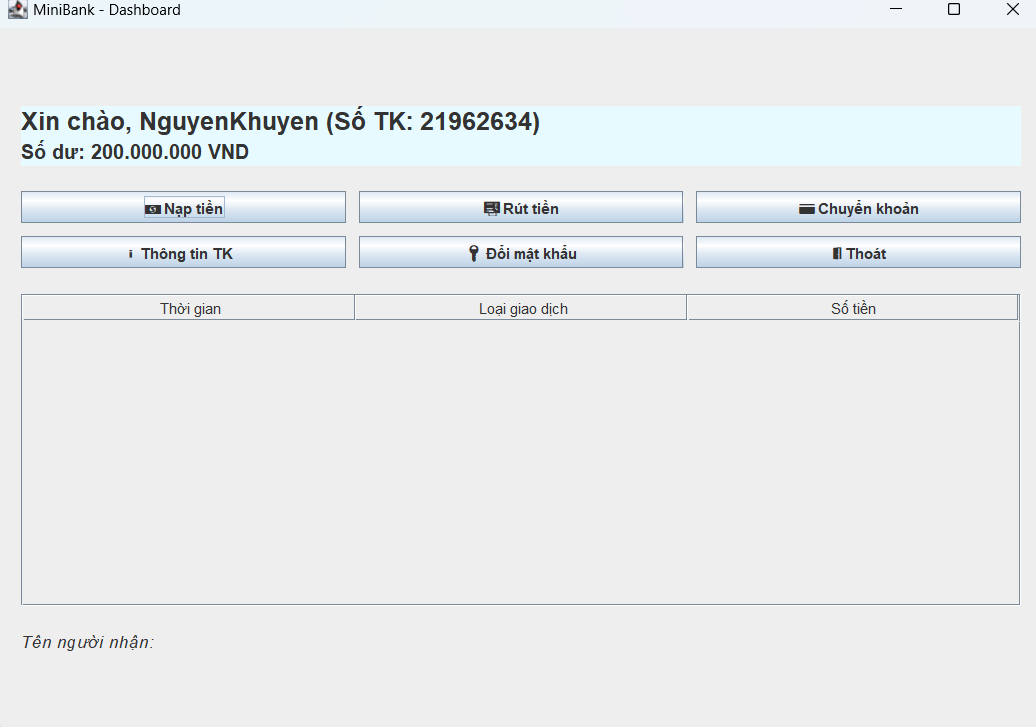 MiniBank - Dashboard
Xin chào, NguyenKhuyen (Số TK: 21962634)
Số dư: 200.000.000 VND
Nạp tiền Rút tiền Chuyển khoản
Thông tin TK Đổi mật khẩu Thoát
Thời gian Loại giao dịch Số tiền
Tên người nhận: